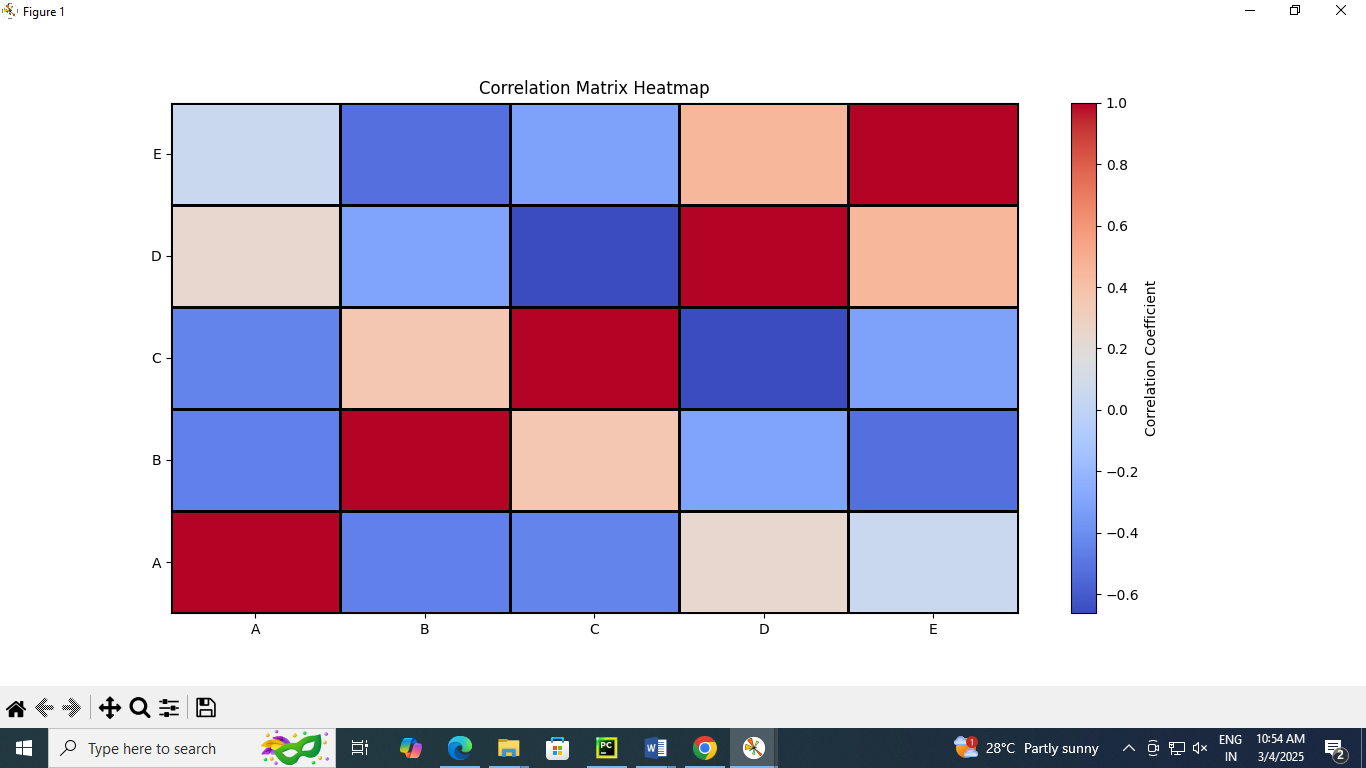 Figure 1
Correlation Matrix Heatmap
E
D
C
B
A
A B C D E
1.0
0.8
0.6
0.4
0.2
0.0
−0.2
−0.4
−0.6
Correlation Coefficient
Type here to search
PC
W
1
28°C Partly sunny
ENG
IN
10:54 AM
3/4/2025
2